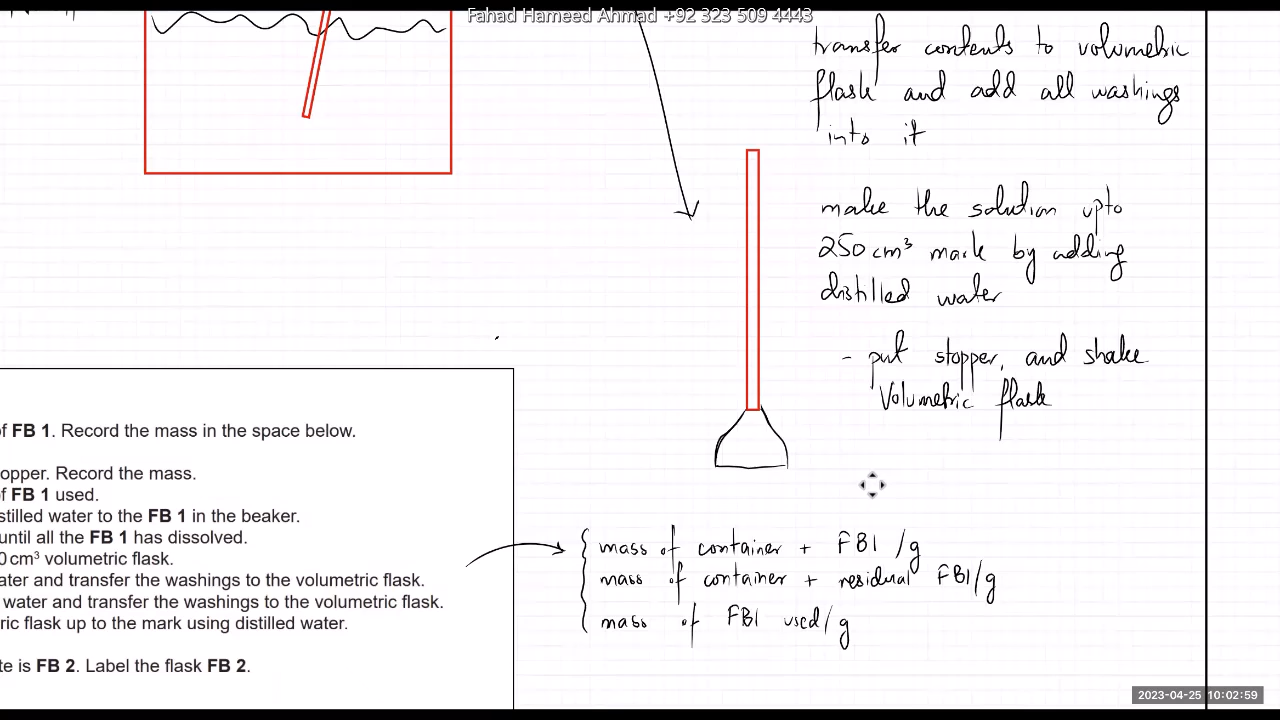 Fahad Hameed Ahmad +92 323 509 4443
transfer contents to volumetric
flask and add all washings
into it
make the solution upto
250 cm³ mark by adding
distilled water
- put stopper, and shake
Volumetric flask
f FB 1. Record the mass in the space below.
opper. Record the mass.
f FB 1 used.
stilled water to the FB 1 in the beaker.
until all the FB 1 has dissolved.
0 cm³ volumetric flask.
ater and transfer the washings to the volumetric flask.
water and transfer the washings to the volumetric flask.
ric flask up to the mark using distilled water.
te is FB 2. Label the flask FB 2.
mass of container + FB1 /g
mass of container + residual FB1/g
mass of FB1 used/g
2023-04-25 10:02:59